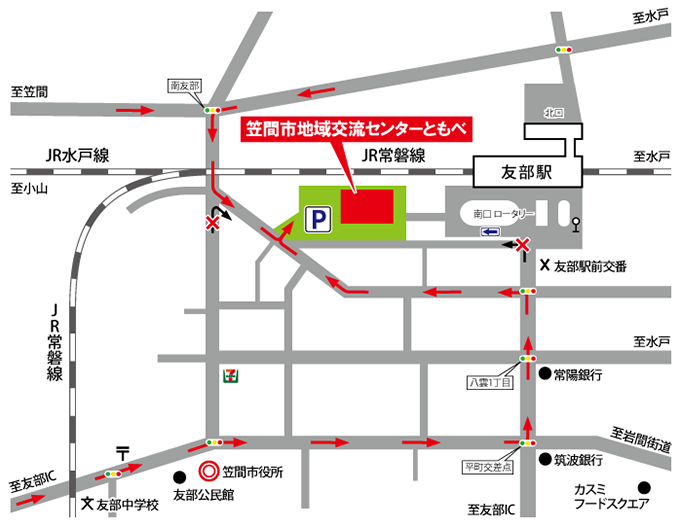 至水戸
至笠間
南友部
北口
笠間市地域交流センターともべ
JR水戸線
JR常磐線
友部駅
至水戸
至小山
P
南口 ロータリー
友部駅前交番
JR常磐線
至水戸
7
八雲1丁目
常陽銀行
至岩間街道
平町交差点
筑波銀行
笠間市役所
至友部IC
友部公民館
カスミ
フードスクエア
友部中学校
至友部IC